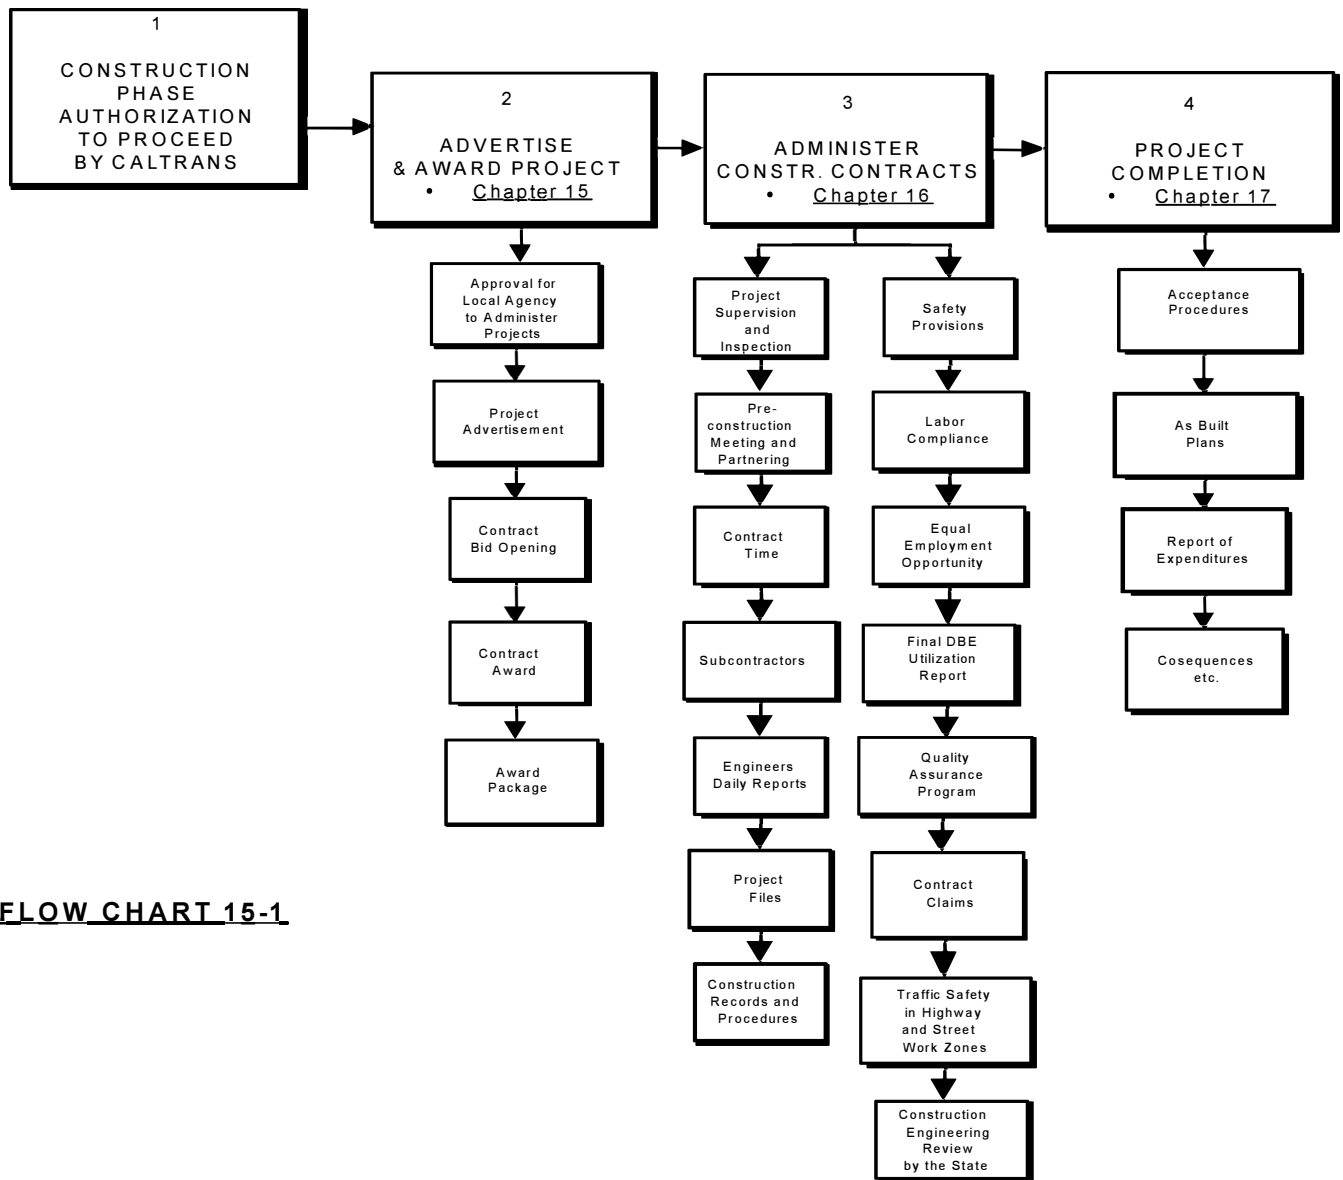 1
CONSTRUCTION
PHASE
AUTHORIZATION
TO PROCEED
BY CALTRANS
2
ADVERTISE
& AWARD PROJECT
• Chapter 15
3
ADMINISTER
CONSTR. CONTRACTS
• Chapter 16
4
PROJECT
COMPLETION
• Chapter 17
Approval for
Local Agency
to Administer
Projects
Project
Advertisement
Contract
Bid Opening
Contract
Award
Award
Package
Project
Supervision
and
Inspection
Pre-
construction
Meeting and
Partnering
Contract
Time
Subcontractors
Engineers
Daily Reports
Project
Files
Construction
Records and
Procedures
Safety
Provisions
Labor
Compliance
Equal
Employment
Opportunity
Final DBE
Utilization
Report
Quality
Assurance
Program
Contract
Claims
Traffic Safety
in Highway
and Street
Work Zones
Construction
Engineering
Review
by the State
Acceptance
Procedures
As Built
Plans
Report of
Expenditures
Cosequences
etc.
FLOW CHART 15-1